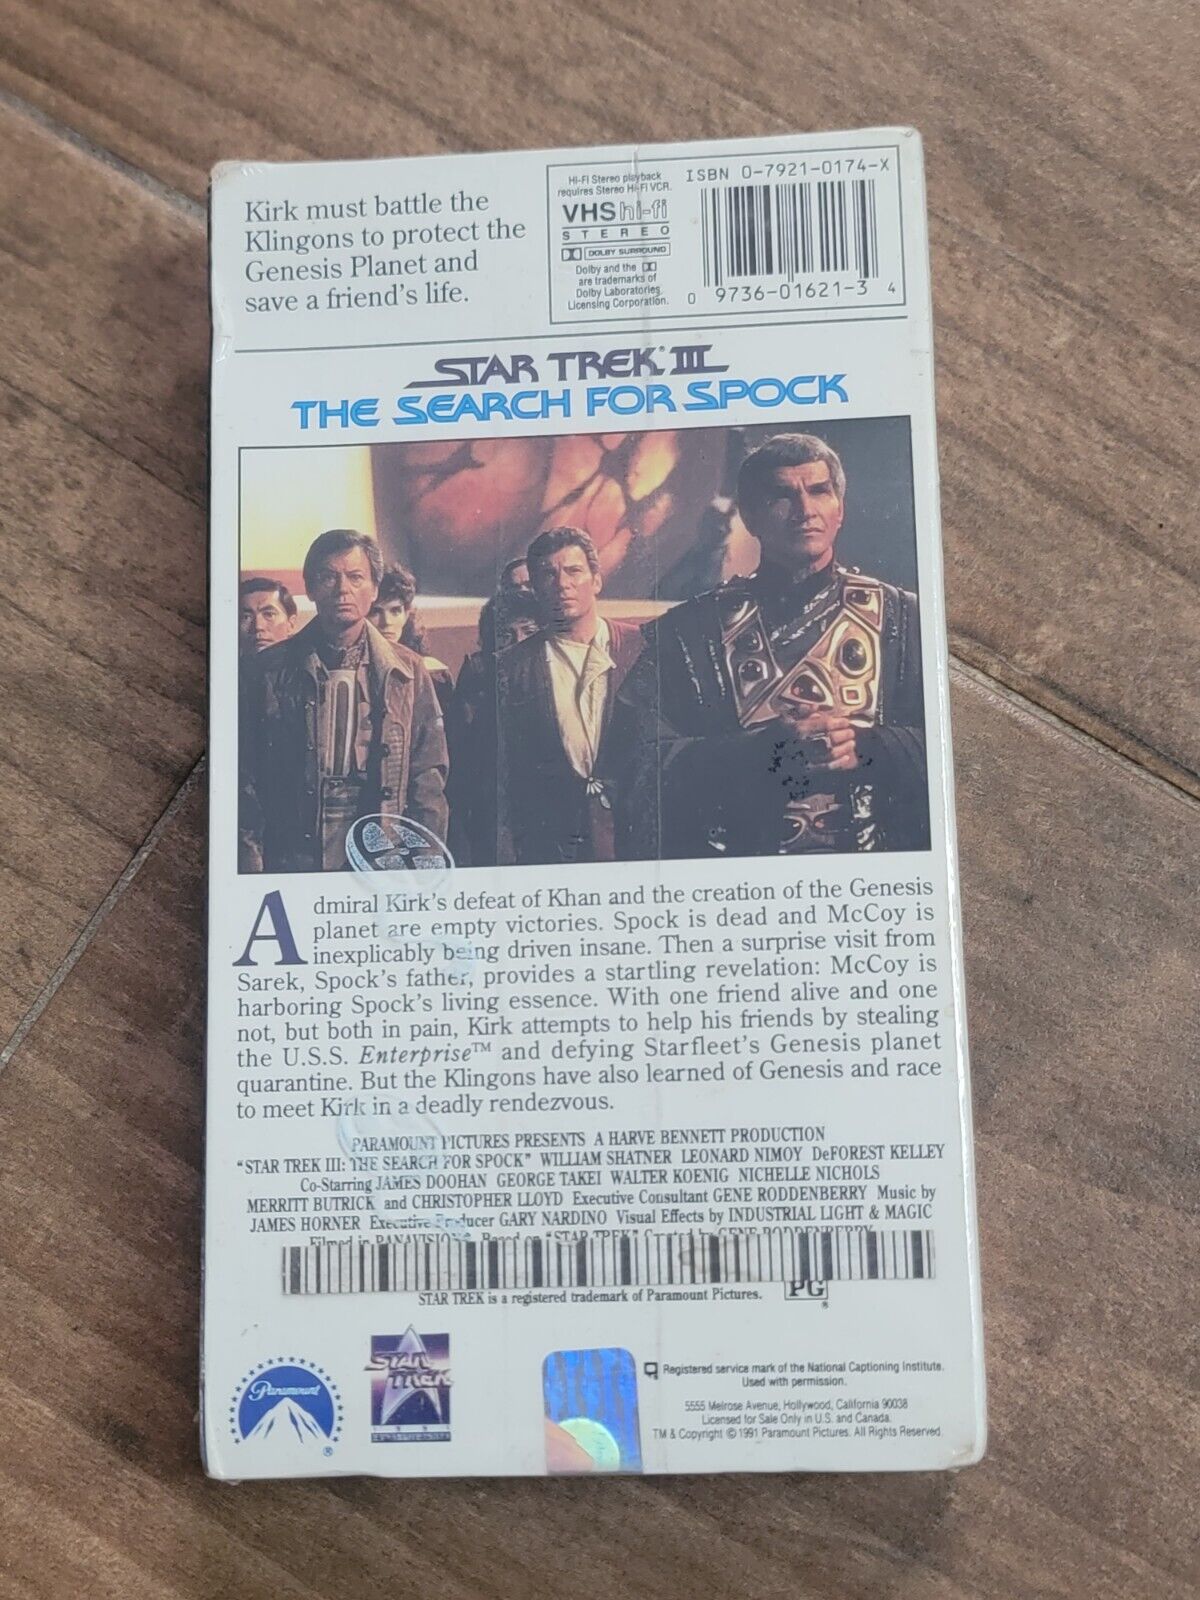 Kirk must battle the
Klingons to protect the
Genesis Planet and
save a friend's life.
Hi-Fi Stereo playback
requires Stereo Hi-Fi VCR.
VHS hi-fi
STEREO
DOLBY SURROUND
Dolby and the
are trademarks of
Dolby Laboratories
Licensing Corporation.
ISBN 0-7921-0174-X
0 9736-01621-3 4
STAR TREK® III
THE SEARCH FOR SPOCK
Admiral Kirk's defeat of Khan and the creation of the Genesis
planet are empty victories. Spock is dead and McCoy is
inexplicably being driven insane. Then a surprise visit from
Sarek, Spock's father, provides a startling revelation: McCoy is
harboring Spock's living essence. With one friend alive and one
not, but both in pain, Kirk attempts to help his friends by stealing
the U.S.S. Enterprise™ and defying Starfleet's Genesis planet
quarantine. But the Klingons have also learned of Genesis and race
to meet Kirk in a deadly rendezvous.
PARAMOUNT PICTURES PRESENTS A HARVE BENNETT PRODUCTION
"STAR TREK III: THE SEARCH FOR SPOCK" WILLIAM SHATNER LEONARD NIMOY DeFOREST KELLEY
Co-Starring JAMES DOOHAN GEORGE TAKEI WALTER KOENIG NICHELLE NICHOLS
MERRITT BUTRICK and CHRISTOPHER LLOYD Executive Consultant GENE RODDENBERRY Music by
JAMES HORNER Executive Producer GARY NARDINO Visual Effects by INDUSTRIAL LIGHT & MAGIC
Filmed in PANAVISION® Based on "STAR TREK" Created by GENE RODDENBERRY
STAR TREK is a registered trademark of Paramount Pictures.
PG
®
Paramount
®
STAR
TREK
Registered service mark of the National Captioning Institute.
Used with permission.
5555 Melrose Avenue, Hollywood, California 90038
Licensed for Sale Only in U.S. and Canada.
TM & Copyright © 1991 Paramount Pictures. All Rights Reserved.